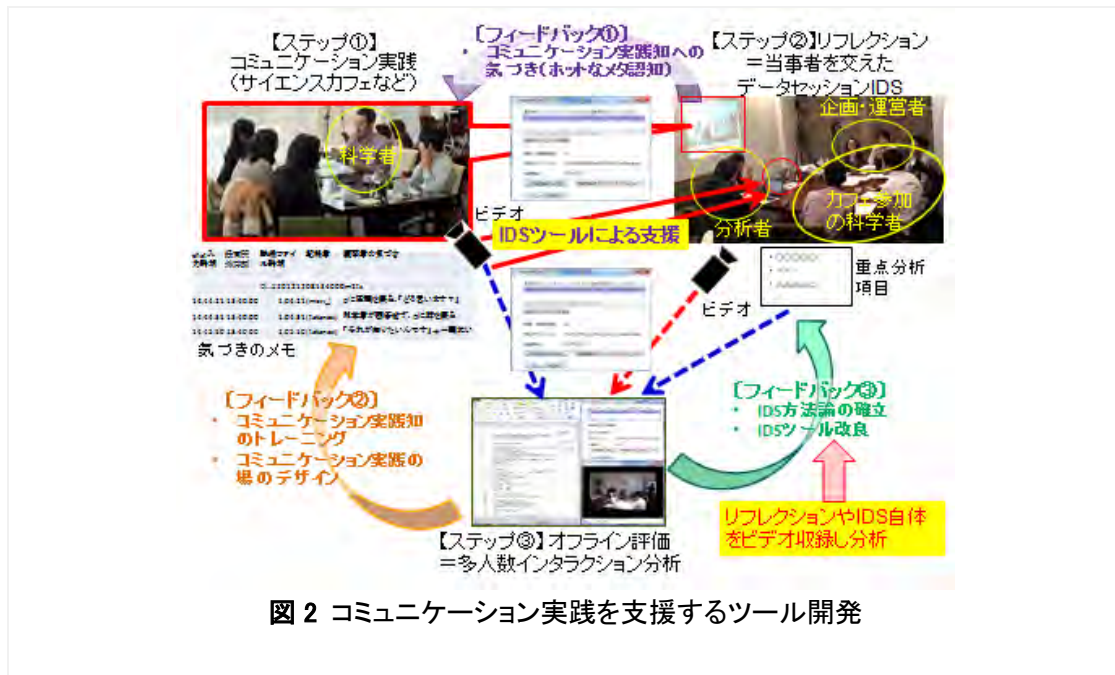 【ステップ①】
コミュニケーション実践
(サイエンスカフェなど)
〔フィードバック①〕
・ コミュニケーション実践知への
気づき(ホットなメタ認知)
【ステップ②】リフレクション
=当事者を交えた
データセッションIDS
科学者
企画・運営者
カフェ参加
の科学者
分析者
ビデオ
IDSツールによる支援
ビデオ
重点分析
項目
気づきのメモ
〔フィードバック②〕
・ コミュニケーション実践知
のトレーニング
・ コミュニケーション実践の
場のデザイン
〔フィードバック③〕
・ IDS方法論の確立
・ IDSツール改良
リフレクションやIDS自体
をビデオ収録し分析
【ステップ③】オフライン評価
=多人数インタラクション分析
図 2 コミュニケーション実践を支援するツール開発